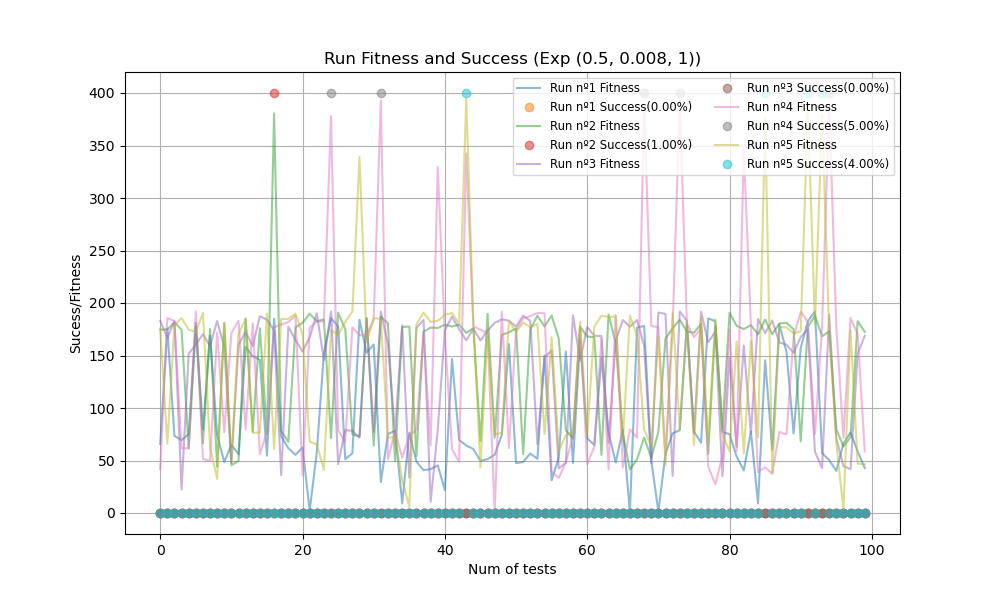 Run Fitness and Success (Exp (0.5, 0.008, 1))
Success/Fitness
400
350
300
250
200
150
100
50
0
Run nº1 Fitness
Run nº1 Success(0.00%)
Run nº2 Fitness
Run nº2 Success(1.00%)
Run nº3 Fitness
Run nº3 Success(0.00%)
Run nº4 Fitness
Run nº4 Success(5.00%)
Run nº5 Fitness
Run nº5 Success(4.00%)
0 20 40 60 80 100
Num of tests